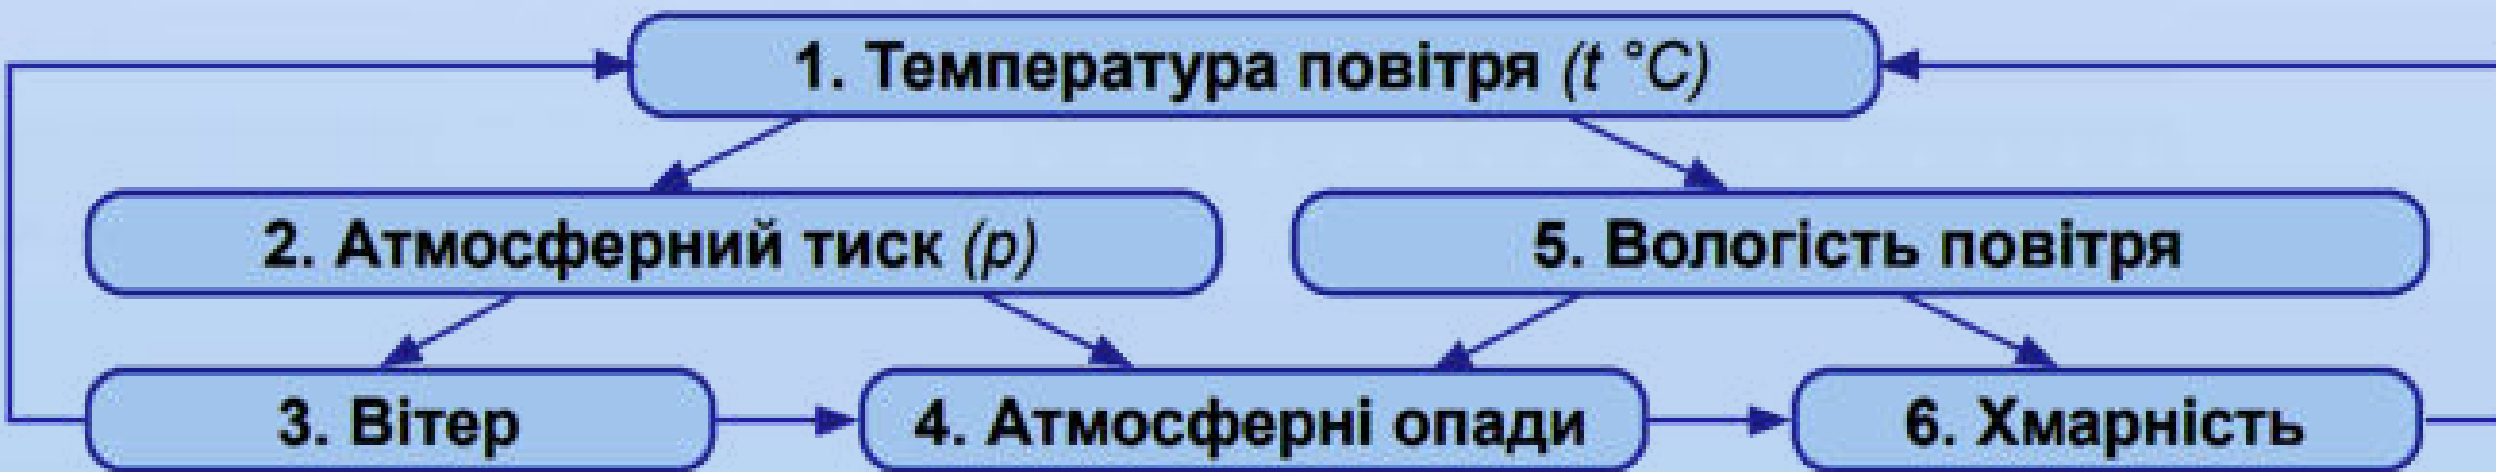 1. Температура повітря (t °C)
2. Атмосферний тиск (p)
5. Вологість повітря
3. Вітер
4. Атмосферні опади
6. Хмарність